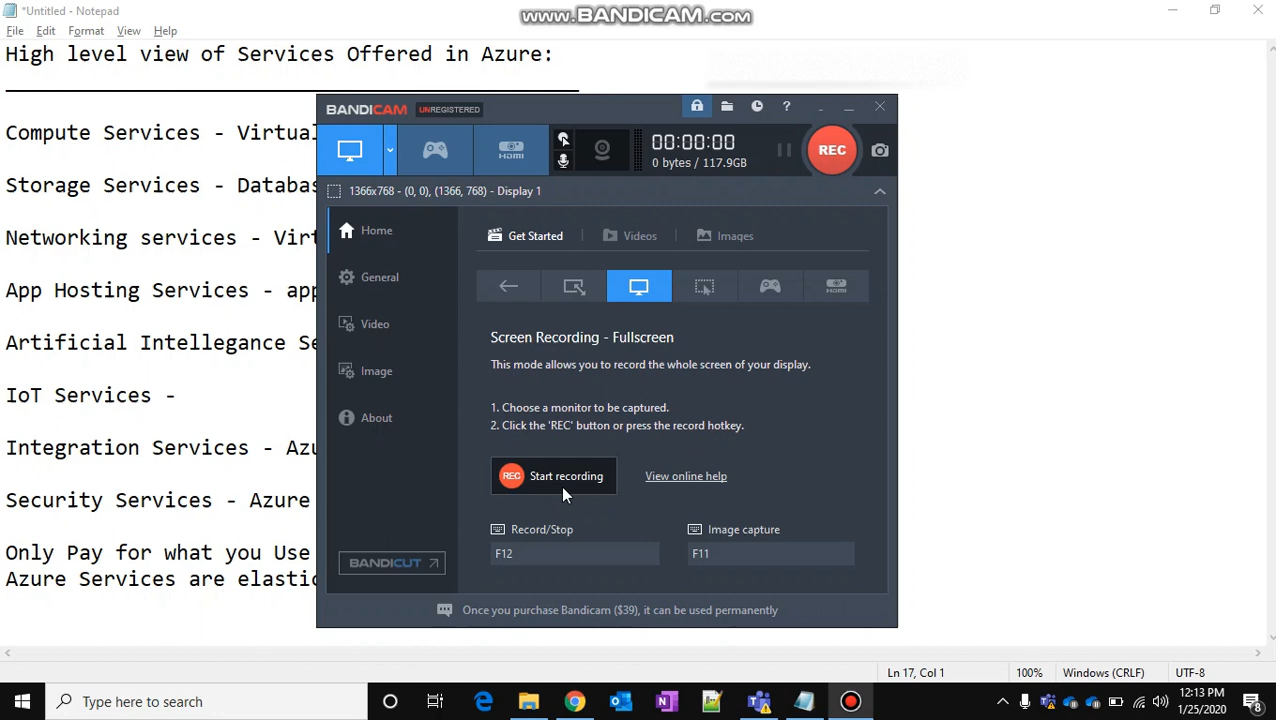 *Untitled - Notepad
www.BANDICAM.com
File Edit Format View Help
High level view of Services Offered in Azure:
Compute Services - Virtual
Storage Services - Databas
Networking services - Virt
App Hosting Services - app
Artificial Intellegance Se
IoT Services -
Integration Services - Azu
Security Services - Azure
Only Pay for what you Use
Azure Services are elastic
BANDICAM UNREGISTERED
HDMI
00:00:00
0 bytes / 117.9GB
REC
1366x768 - (0, 0), (1366, 768) - Display 1
Home
General
Video
Image
About
BANDICUT
Get Started
Videos
Images
HDMI
Screen Recording - Fullscreen
This mode allows you to record the whole screen of your display.
1. Choose a monitor to be captured.
2. Click the 'REC' button or press the record hotkey.
REC Start recording
View online help
Record/Stop
Image capture
F12
F11
Once you purchase Bandicam ($39), it can be used permanently
Ln 17, Col 1
100%
Windows (CRLF)
UTF-8
Type here to search
12:13 PM
1/25/2020
8